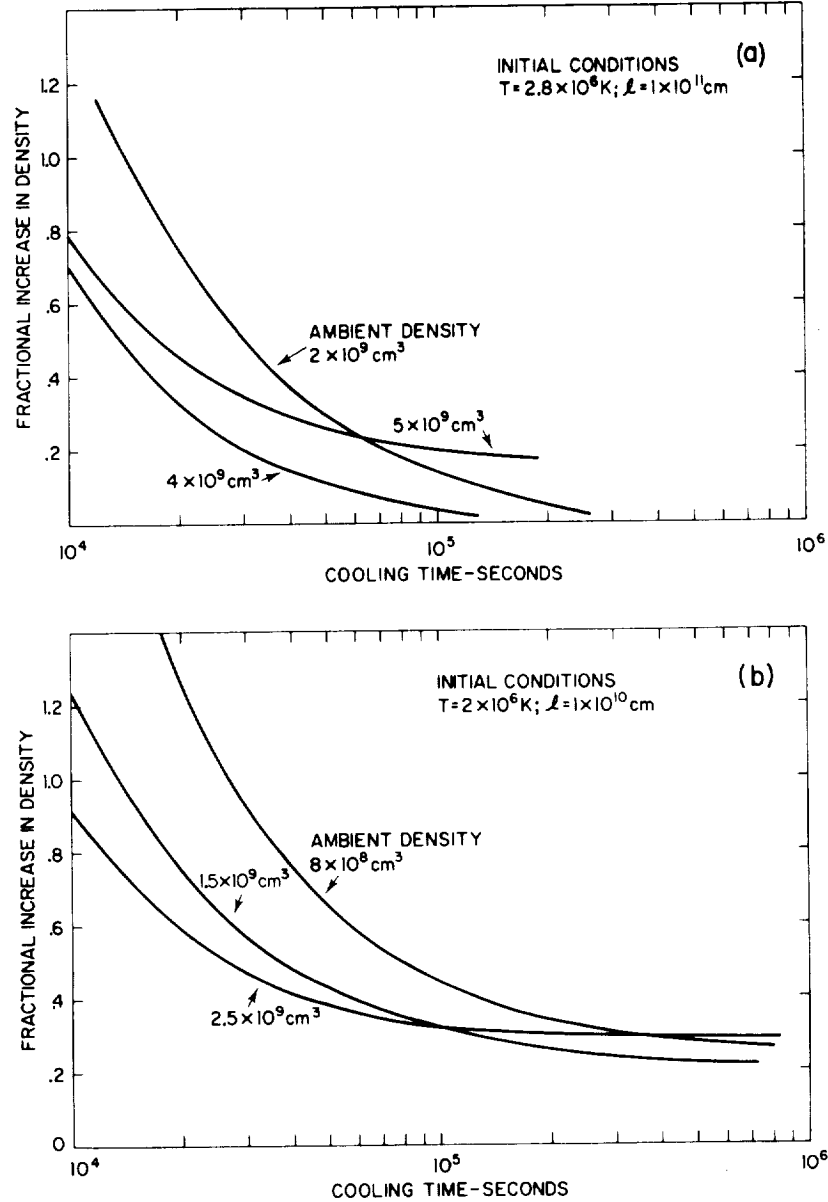 (a)
INITIAL CONDITIONS
T=2.8×10⁶K; ℓ=1×10¹¹cm
FRACTIONAL INCREASE IN DENSITY
1.2
1.0
.8
.6
.4
.2
AMBIENT DENSITY
2×10⁹cm³
5×10⁹cm³
4×10⁹cm³
10⁴
10⁵
10⁶
COOLING TIME-SECONDS
(b)
INITIAL CONDITIONS
T=2×10⁶K; ℓ=1×10¹⁰cm
FRACTIONAL INCREASE IN DENSITY
1.2
1.0
.8
.6
.4
.2
0
AMBIENT DENSITY
8×10⁸cm³
1.5×10⁹cm³
2.5×10⁹cm³
10⁴
10⁵
10⁶
COOLING TIME-SECONDS